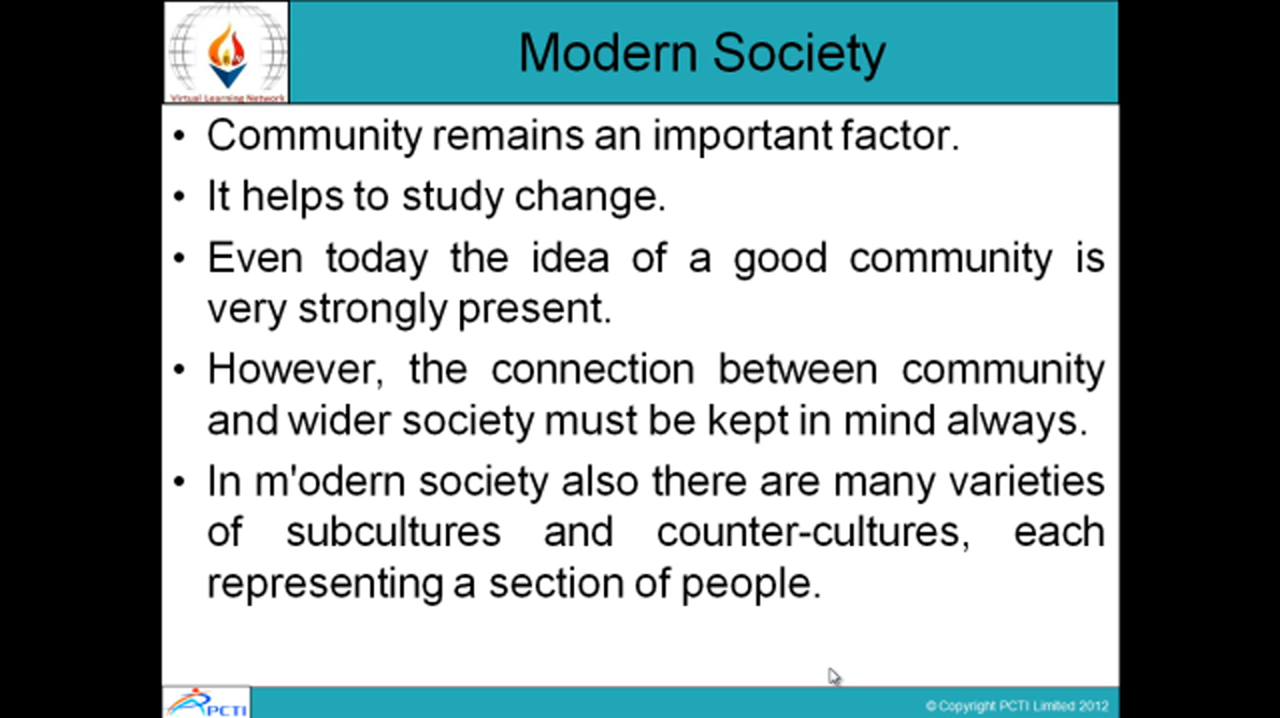 Modern Society
Virtual Learning Network
• Community remains an important factor.
• It helps to study change.
• Even today the idea of a good community is
very strongly present.
• However, the connection between community
and wider society must be kept in mind always.
• In m'odern society also there are many varieties
of subcultures and counter-cultures, each
representing a section of people.
PCTI
© Copyright PCTI Limited 2012